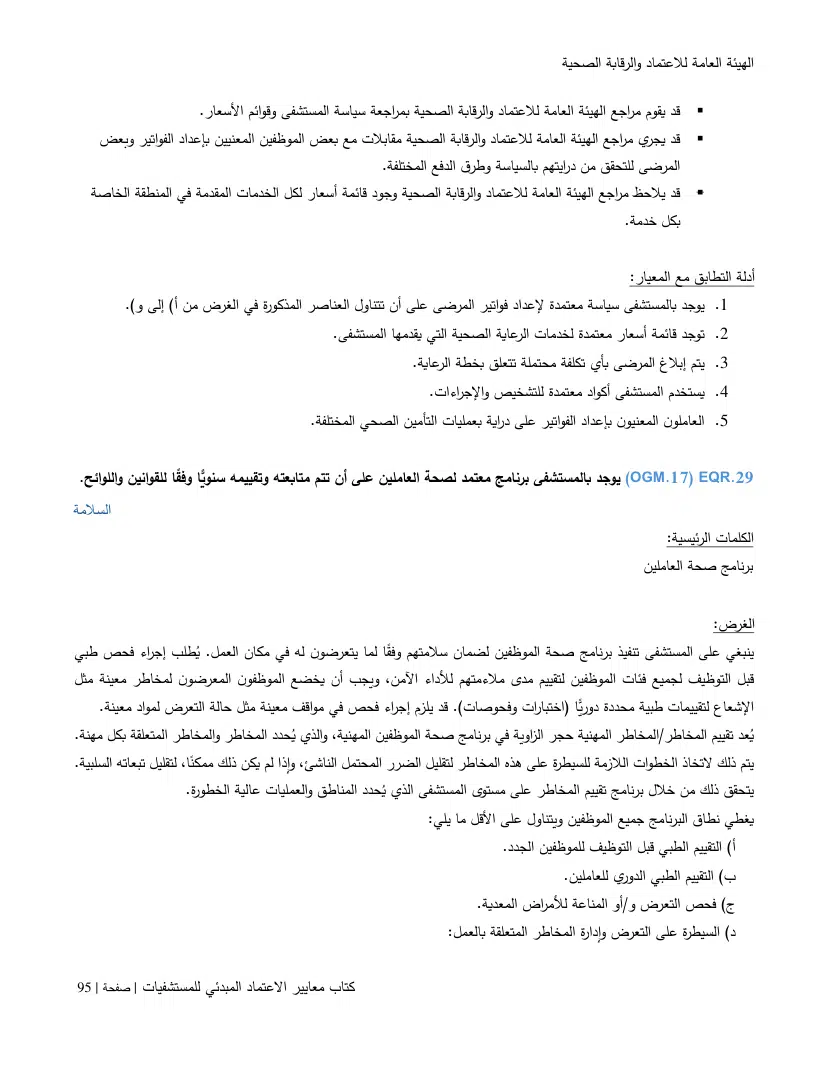 الهيئة العامة للاعتماد والرقابة الصحية
▪ قد يقوم مراجع الهيئة العامة للاعتماد والرقابة الصحية بمراجعة سياسة المستشفى وقوائم الأسعار.
▪ قد يجري مراجع الهيئة العامة للاعتماد والرقابة الصحية مقابلات مع بعض الموظفين المعنيين بإعداد الفواتير وبعض
المرضى للتحقق من درايتهم بالسياسة وطرق الدفع المختلفة.
▪ قد يلاحظ مراجع الهيئة العامة للاعتماد والرقابة الصحية وجود قائمة أسعار لكل الخدمات المقدمة في المنطقة الخاصة
بكل خدمة.
أدلة التطابق مع المعيار:
1. يوجد بالمستشفى سياسة معتمدة لإعداد فواتير المرضى على أن تتناول العناصر المذكورة في الغرض من أ) إلى و).
2. توجد قائمة أسعار معتمدة لخدمات الرعاية الصحية التي يقدمها المستشفى.
3. يتم إبلاغ المرضى بأي تكلفة محتملة تتعلق بخطة الرعاية.
4. يستخدم المستشفى أكواد معتمدة للتشخيص والإجراءات.
5. العاملون المعنيون بإعداد الفواتير على دراية بعمليات التأمين الصحي المختلفة.
EQR.29 (OGM.17) يوجد بالمستشفى برنامج معتمد لصحة العاملين على أن تتم متابعته وتقييمه سنويًّا وفقًا للقوانين واللوائح.
السلامة
الكلمات الرئيسية:
برنامج صحة العاملين
الغرض:
ينبغي على المستشفى تنفيذ برنامج صحة الموظفين لضمان سلامتهم وفقًا لما يتعرضون له في مكان العمل. يُطلب إجراء فحص طبي
قبل التوظيف لجميع فئات الموظفين لتقييم مدى ملاءمتهم للأداء الآمن، ويجب أن يخضع الموظفون المعرضون لمخاطر معينة مثل
الإشعاع لتقييمات طبية محددة دوريًّا (اختبارات وفحوصات). قد يلزم إجراء فحص في مواقف معينة مثل حالة التعرض لمواد معينة.
يُعد تقييم المخاطر/المخاطر المهنية حجر الزاوية في برنامج صحة الموظفين المهنية، والذي يُحدد المخاطر والمخاطر المتعلقة بكل مهنة.
يتم ذلك لاتخاذ الخطوات اللازمة للسيطرة على هذه المخاطر لتقليل الضرر المحتمل الناشئ، وإذا لم يكن ذلك ممكنًا، لتقليل تبعاته السلبية.
يتحقق ذلك من خلال برنامج تقييم المخاطر على مستوى المستشفى الذي يُحدد المناطق والعمليات عالية الخطورة.
يغطي نطاق البرنامج جميع الموظفين ويتناول على الأقل ما يلي:
أ) التقييم الطبي قبل التوظيف للموظفين الجدد.
ب) التقييم الطبي الدوري للعاملين.
ج) فحص التعرض و/أو المناعة للأمراض المعدية.
د) السيطرة على التعرض وإدارة المخاطر المتعلقة بالعمل:
كتاب معايير الاعتماد المبدئي للمستشفيات | صفحة | 95